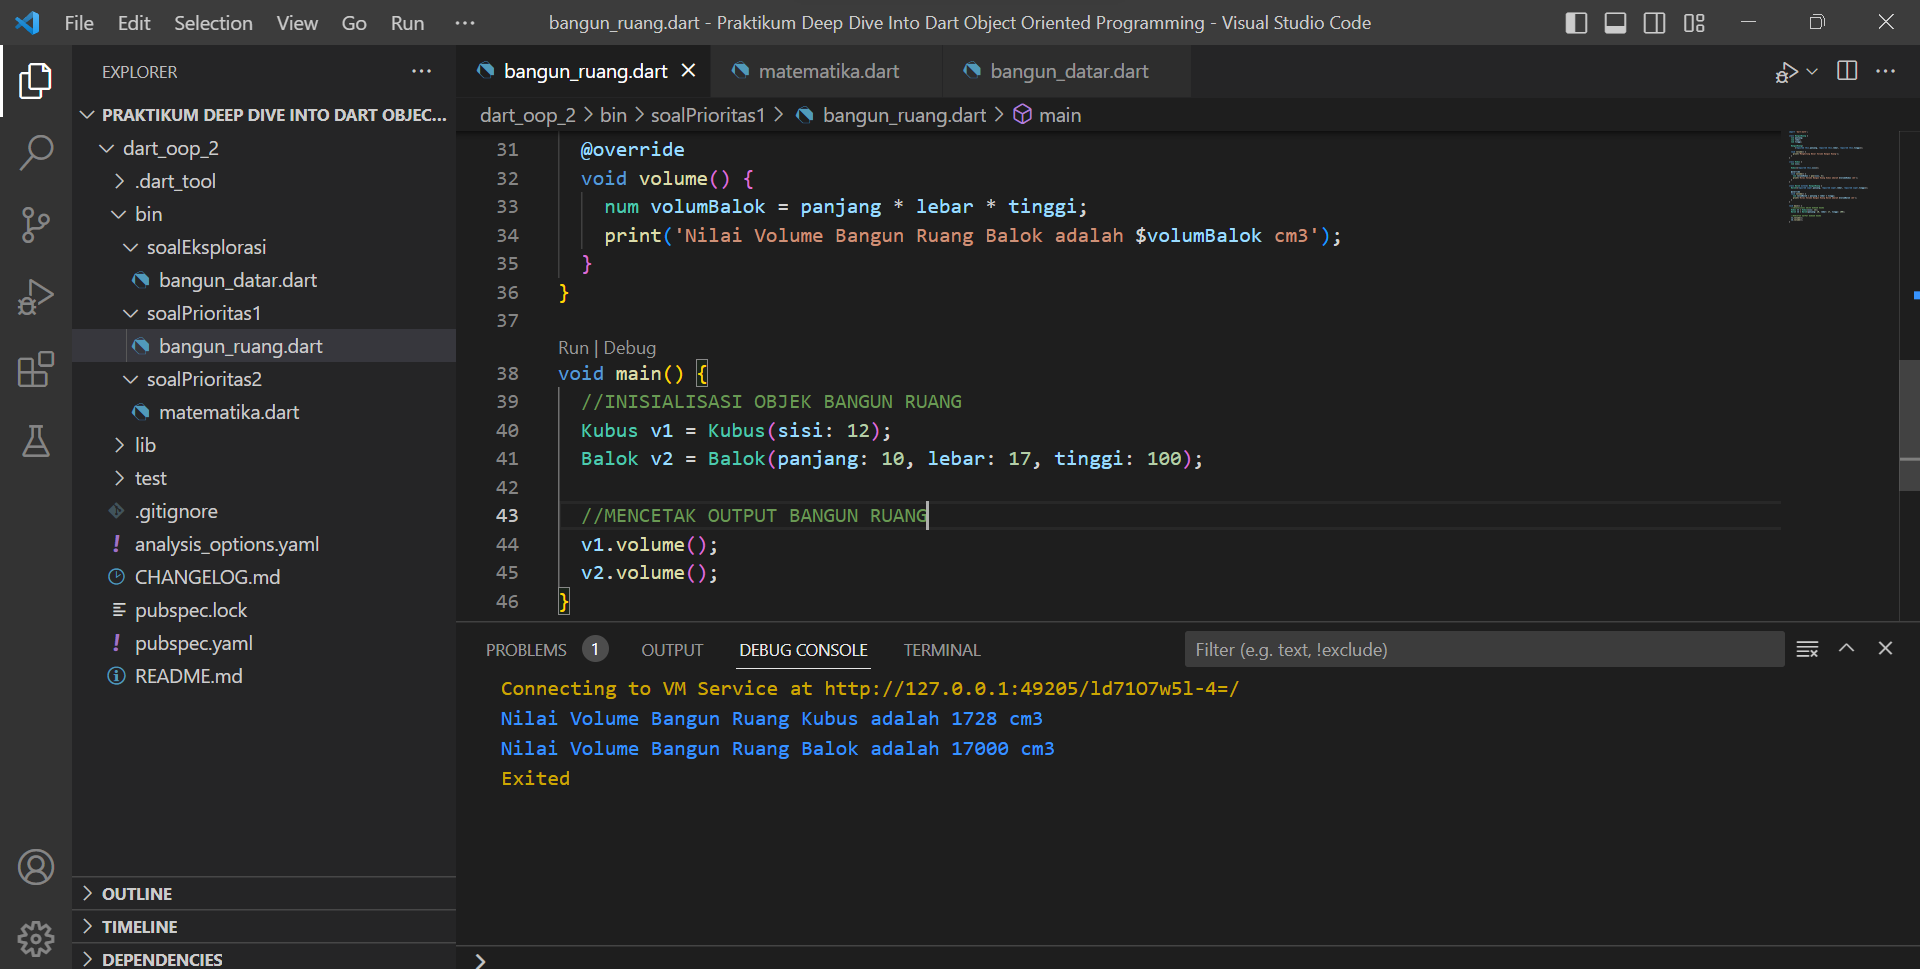 File Edit Selection View Go Run ··· bangun_ruang.dart - Praktikum Deep Dive Into Dart Object Oriented Programming - Visual Studio Code
EXPLORER ···
PRAKTIKUM DEEP DIVE INTO DART OBJEC...
dart_oop_2
.dart_tool
bin
soalEksplorasi
bangun_datar.dart
soalPrioritas1
bangun_ruang.dart
soalPrioritas2
matematika.dart
lib
test
.gitignore
! analysis_options.yaml
CHANGELOG.md
pubspec.lock
! pubspec.yaml
README.md
OUTLINE
TIMELINE
DEPENDENCIES
bangun_ruang.dart matematika.dart bangun_datar.dart
dart_oop_2 > bin > soalPrioritas1 > bangun_ruang.dart > main
31 @override
32 void volume() {
33 num volumBalok = panjang * lebar * tinggi;
34 print('Nilai Volume Bangun Ruang Balok adalah $volumBalok cm3');
35 }
36 }
37
Run | Debug
38 void main() {
39 //INISIALISASI OBJEK BANGUN RUANG
40 Kubus v1 = Kubus(sisi: 12);
41 Balok v2 = Balok(panjang: 10, lebar: 17, tinggi: 100);
42
43 //MENCETAK OUTPUT BANGUN RUANG
44 v1.volume();
45 v2.volume();
46 }
PROBLEMS 1 OUTPUT DEBUG CONSOLE TERMINAL Filter (e.g. text, !exclude)
Connecting to VM Service at http://127.0.0.1:49205/ld71O7w5l-4=/
Nilai Volume Bangun Ruang Kubus adalah 1728 cm3
Nilai Volume Bangun Ruang Balok adalah 17000 cm3
Exited
>